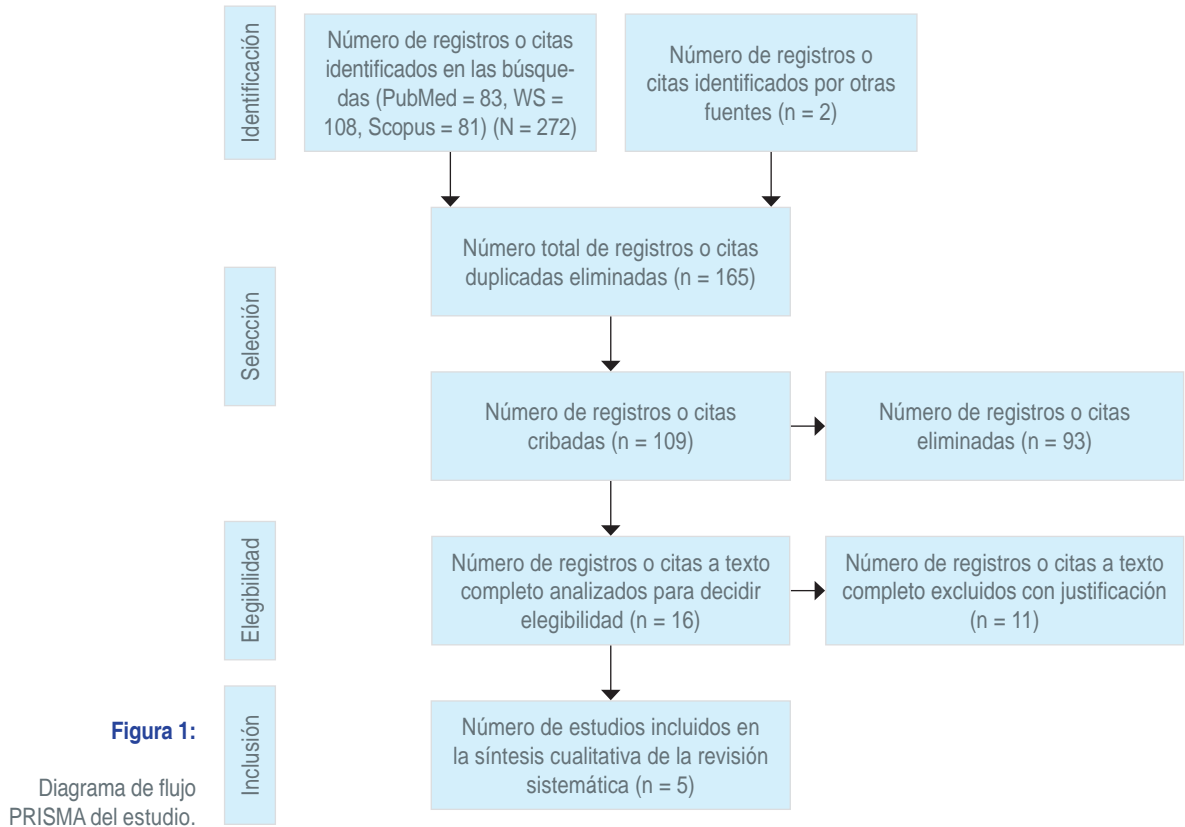 Identificación
Número de registros o citas
identificados en las búsque-
das (PubMed = 83, WS =
108, Scopus = 81) (N = 272)
Número de registros o
citas identificados por otras
fuentes (n = 2)
Selección
Número total de registros o citas
duplicadas eliminadas (n = 165)
Número de registros o citas
cribadas (n = 109)
Número de registros o citas
eliminadas (n = 93)
Elegibilidad
Número de registros o citas a texto
completo analizados para decidir
elegibilidad (n = 16)
Número de registros o citas a texto
completo excluidos con justificación
(n = 11)
Inclusión
Número de estudios incluidos en
la síntesis cualitativa de la revisión
sistemática (n = 5)
Figura 1:
Diagrama de flujo
PRISMA del estudio.